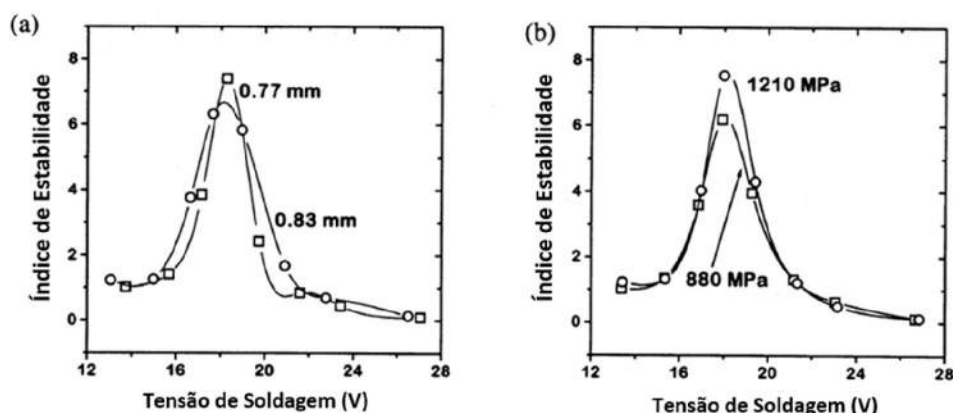 (a)
Índice de Estabilidade
8
6
4
2
0
0.77 mm
0.83 mm
12 16 20 24 28
Tensão de Soldagem (V)
(b)
Índice de Estabilidade
8
6
4
2
0
1210 MPa
880 MPa
12 16 20 24 28
Tensão de Soldagem (V)